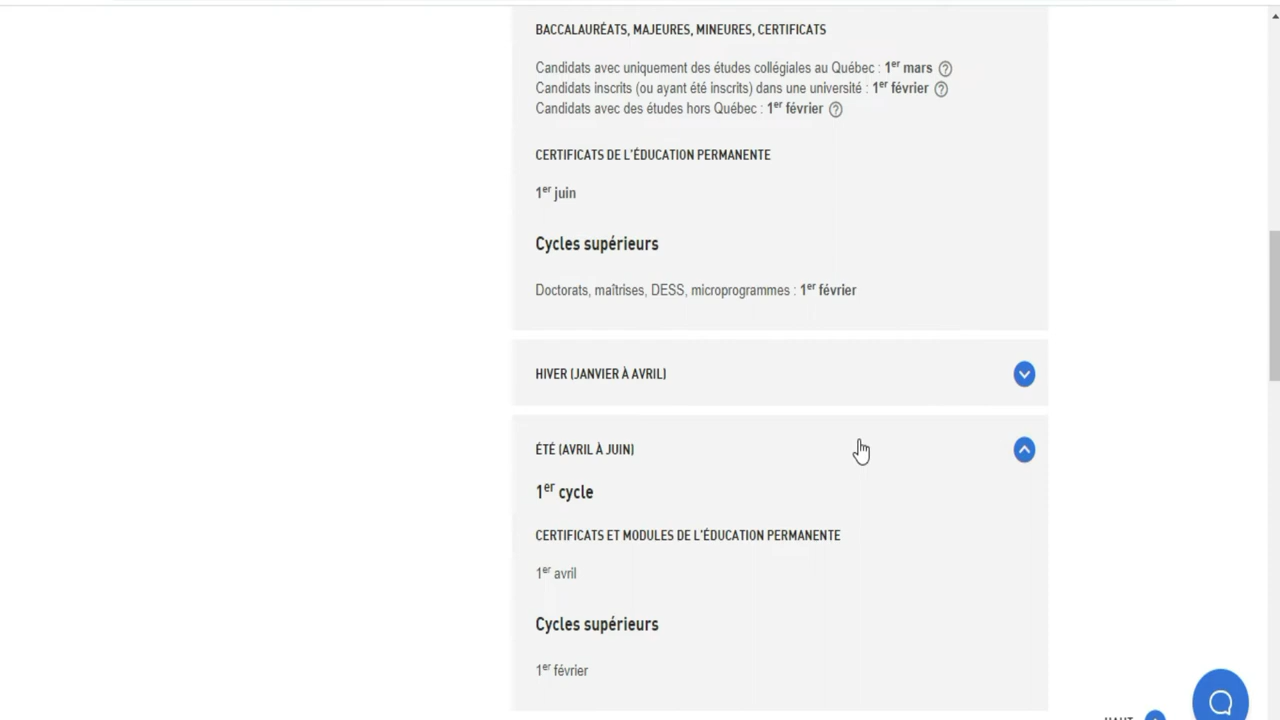 BACCALAURÉATS, MAJEURES, MINEURES, CERTIFICATS
Candidats avec uniquement des études collégiales au Québec : 1er mars ?
Candidats inscrits (ou ayant été inscrits) dans une université : 1er février ?
Candidats avec des études hors Québec : 1er février ?
CERTIFICATS DE L'ÉDUCATION PERMANENTE
1er juin
Cycles supérieurs
Doctorats, maîtrises, DESS, microprogrammes : 1er février
HIVER (JANVIER À AVRIL)
ÉTÉ (AVRIL À JUIN)
1er cycle
CERTIFICATS ET MODULES DE L'ÉDUCATION PERMANENTE
1er avril
Cycles supérieurs
1er février
HAUT